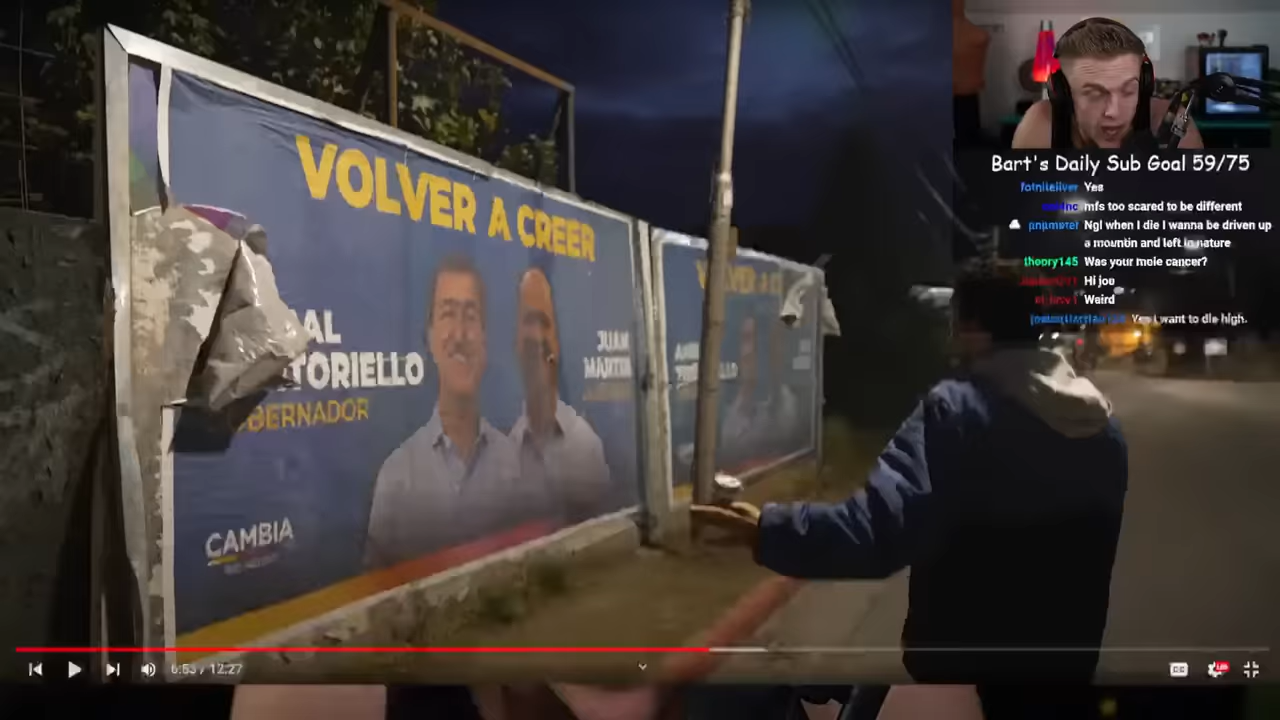 VOLVER A CREER
TORIELLO
BERNADOR
JUAN
MARTIN
CAMBIA
VOLVER A
Bart's Daily Sub Goal 59/75
Yes
mfs too scared to be different
Ngl when I die I wanna be driven up
a mountin and left in nature
theory145 Was your mole cancer?
Hi jou
Weird
Yes I want to die high.
6:53 / 12:27